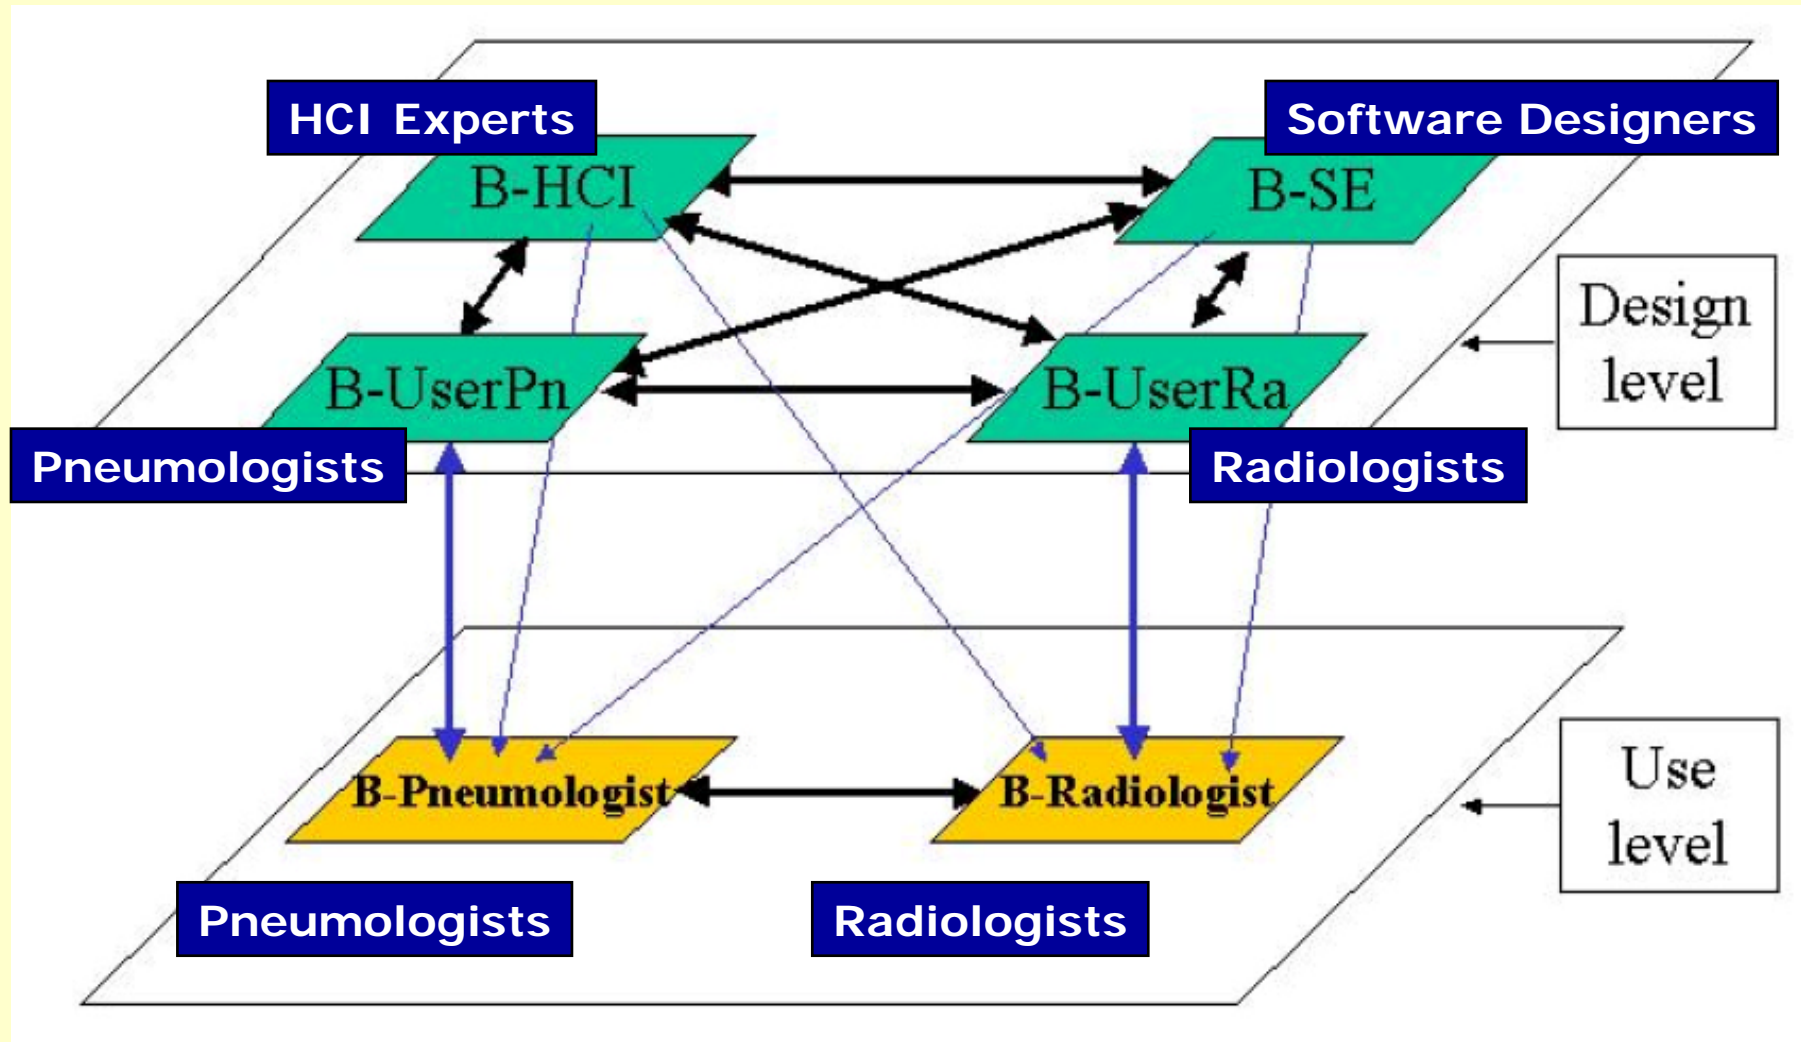 HCI Experts
Software Designers
B-HCI
B-SE
Design
level
B-UserPn
B-UserRa
Pneumologists
Radiologists
Use
level
B-Pneumologist
B-Radiologist
Pneumologists
Radiologists